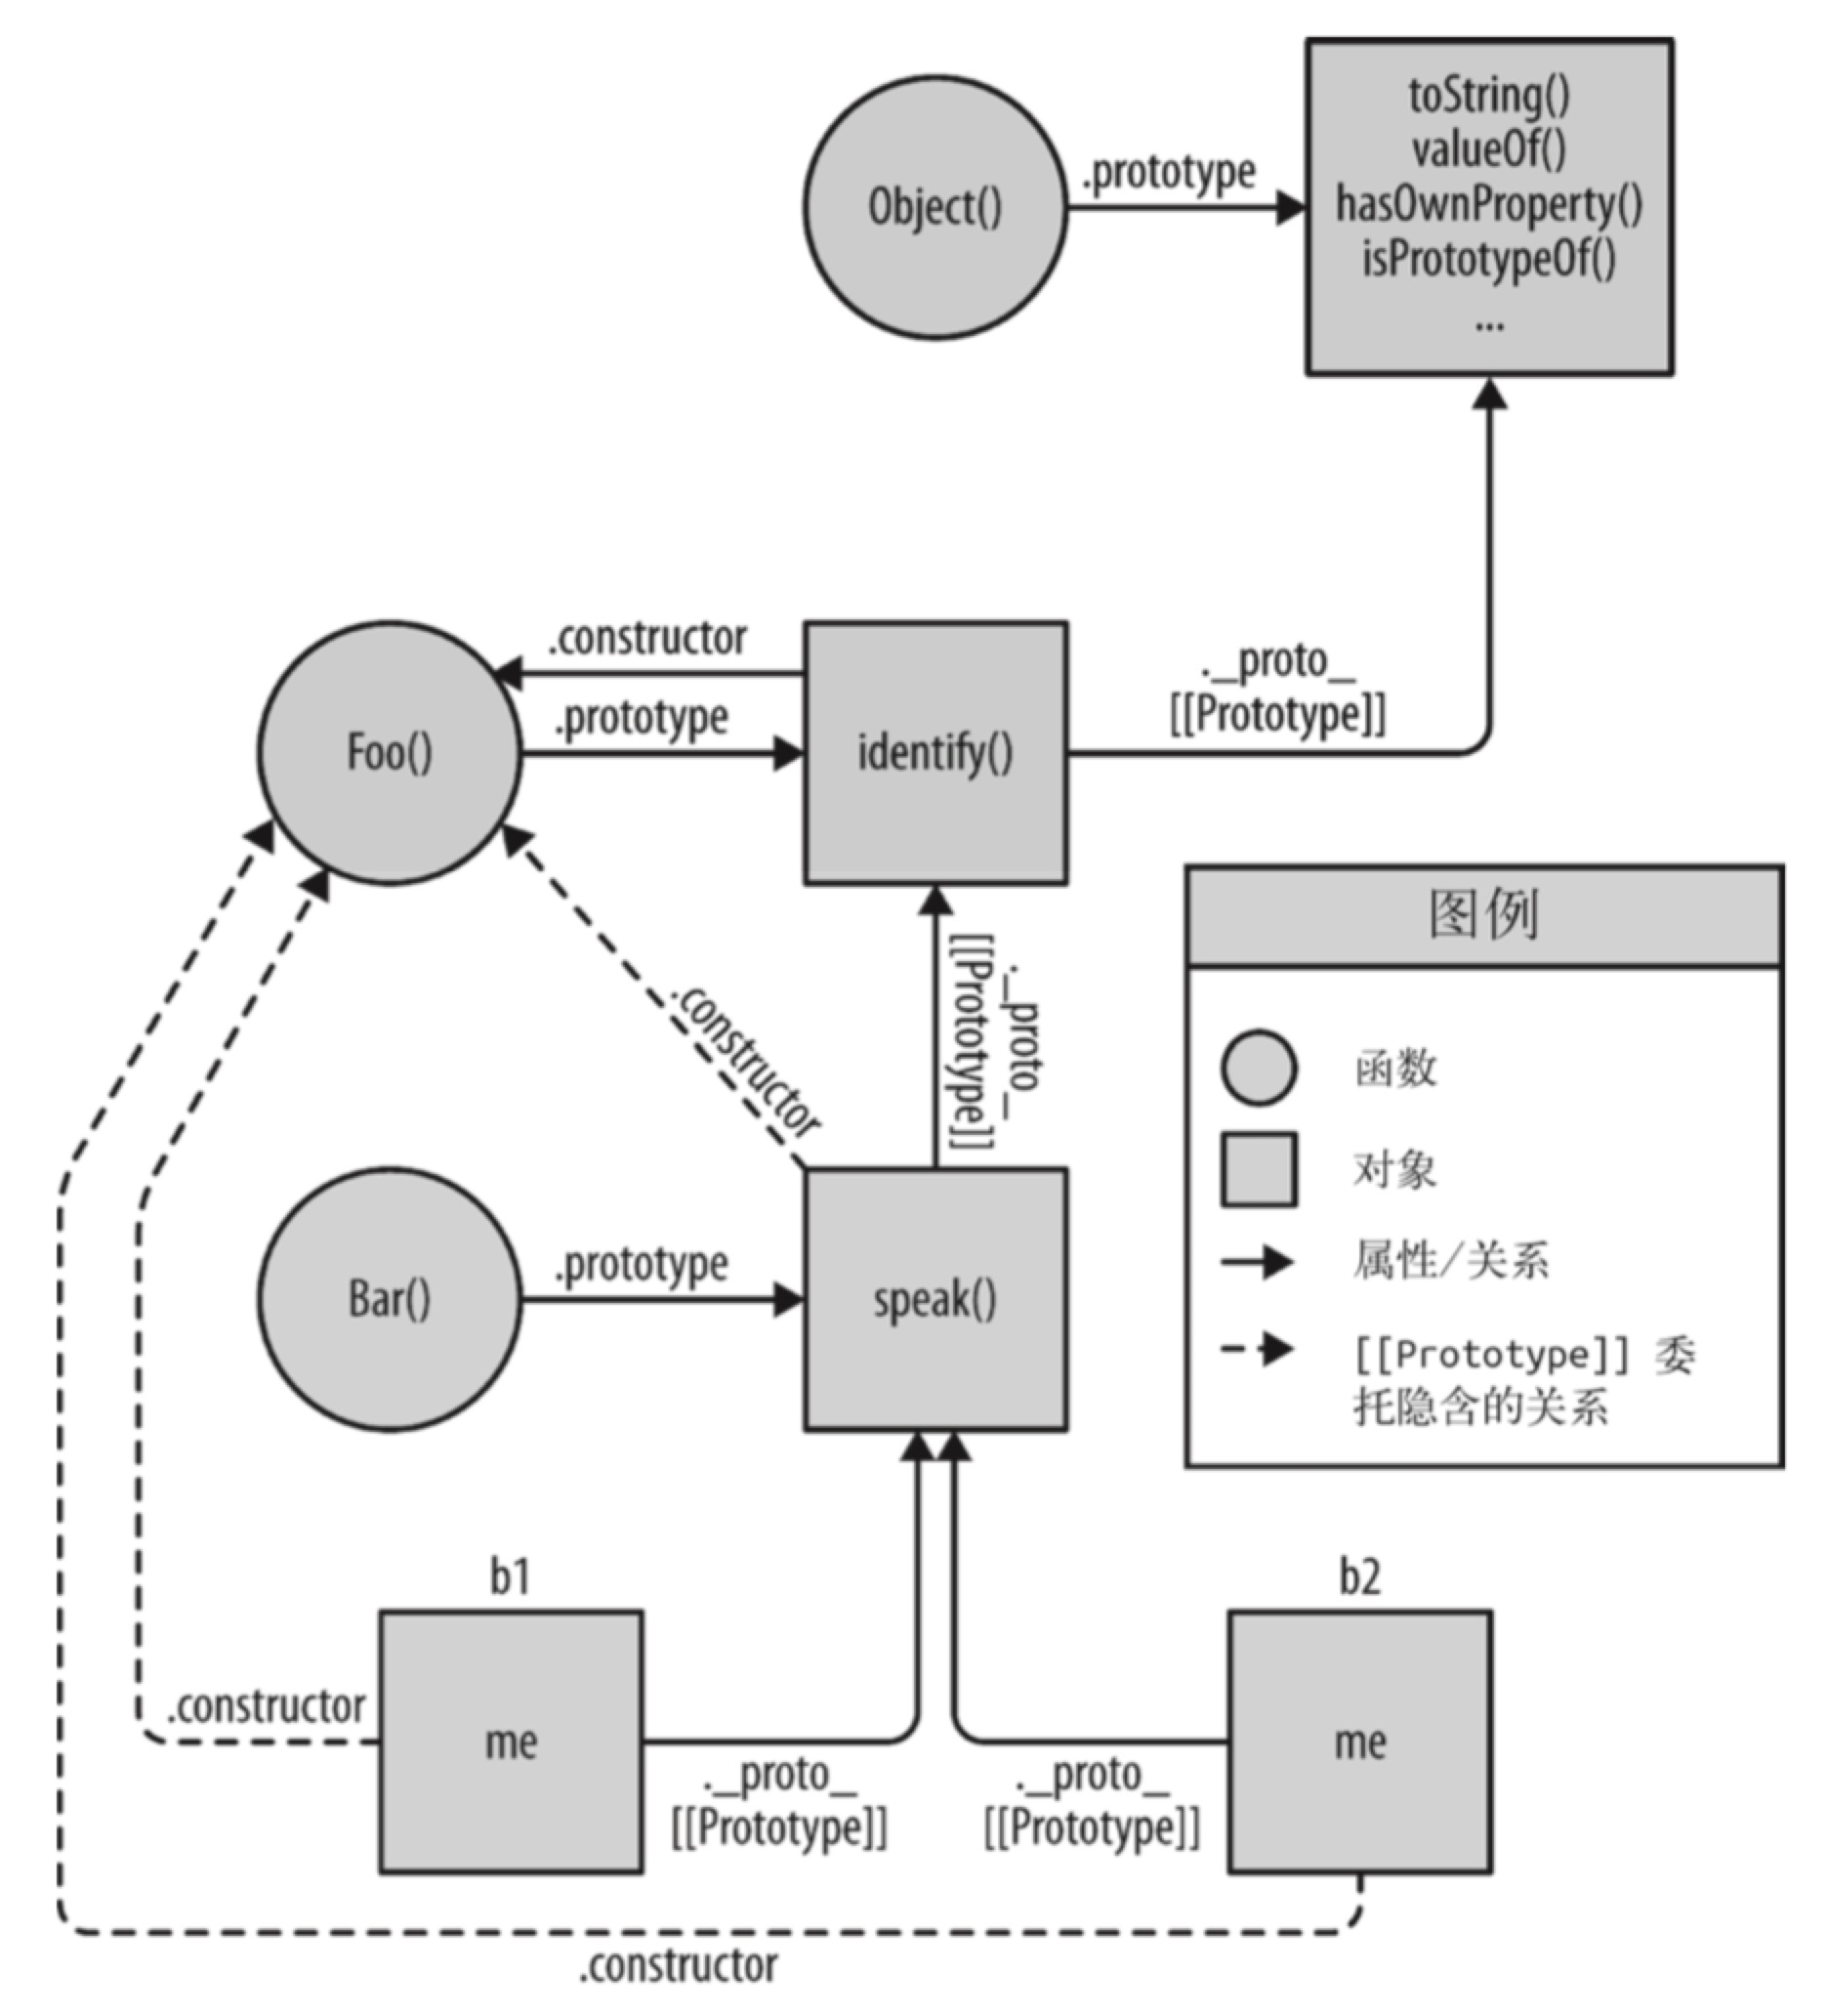 toString()
valueOf()
hasOwnProperty()
isPrototypeOf()
...
Object()
.prototype
.constructor
.prototype
Foo()
identify()
._proto_
[[Prototype]]
.constructor
._proto_
[[Prototype]]
图例
函数
对象
属性/关系
[[Prototype]] 委
托隐含的关系
Bar()
.prototype
speak()
b1
me
.constructor
._proto_
[[Prototype]]
b2
me
._proto_
[[Prototype]]
.constructor